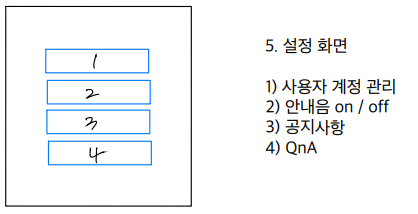 1
2
3
4
5. 설정 화면
1) 사용자 계정 관리
2) 안내음 on / off
3) 공지사항
4) QnA